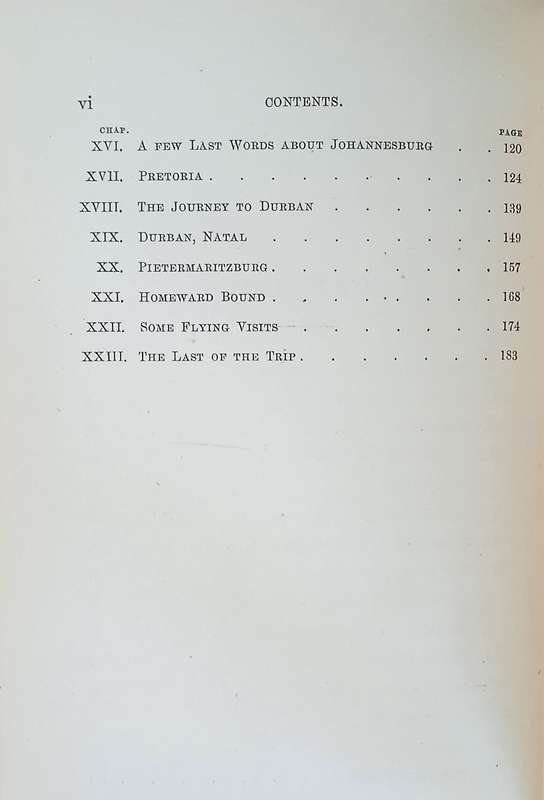 vi CONTENTS.
CHAP. PAGE
XVI. A FEW LAST WORDS ABOUT JOHANNESBURG . . 120
XVII. PRETORIA . . . . . . . . . . 124
XVIII. THE JOURNEY TO DURBAN . . . . . . 139
XIX. DURBAN, NATAL . . . . . . . . 149
XX. PIETERMARITZBURG . . . . . . . . 157
XXI. HOMEWARD BOUND . . . . . . . . 168
XXII. SOME FLYING VISITS . . . . . . . 174
XXIII. THE LAST OF THE TRIP . . . . . . . 183